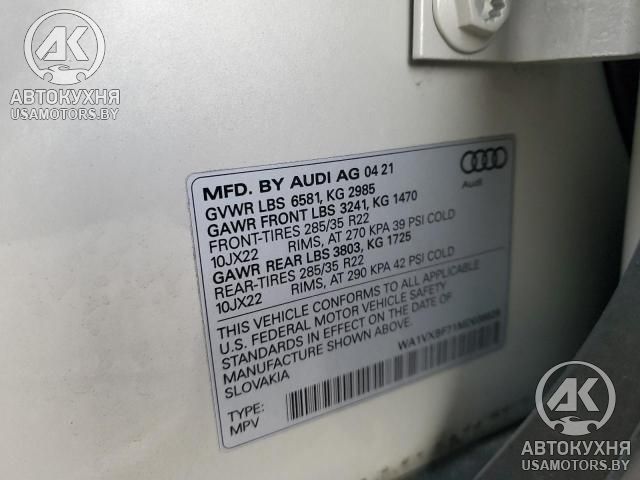 АВТОКУХНЯ
USAMOTORS.BY
MFD. BY AUDI AG 04 21
GVWR LBS 6581, KG 2985
GAWR FRONT LBS 3241, KG 1470
FRONT-TIRES 285/35 R22
10JX22 RIMS, AT 270 KPA 39 PSI COLD
GAWR REAR LBS 3803, KG 1725
REAR-TIRES 285/35 R22
10JX22 RIMS, AT 290 KPA 42 PSI COLD
Audi
THIS VEHICLE CONFORMS TO ALL APPLICABLE
U.S. FEDERAL MOTOR VEHICLE SAFETY
STANDARDS IN EFFECT ON THE DATE OF
MANUFACTURE SHOWN ABOVE.
SLOVAKIA
TYPE:
MPV
АК
АВТОКУХНЯ
USAMOTORS.BY